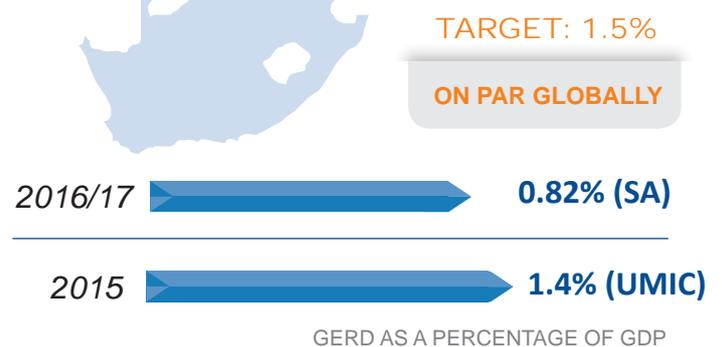 TARGET: 1.5%
ON PAR GLOBALLY
2016/17 0.82% (SA)
2015 1.4% (UMIC)
GERD AS A PERCENTAGE OF GDP